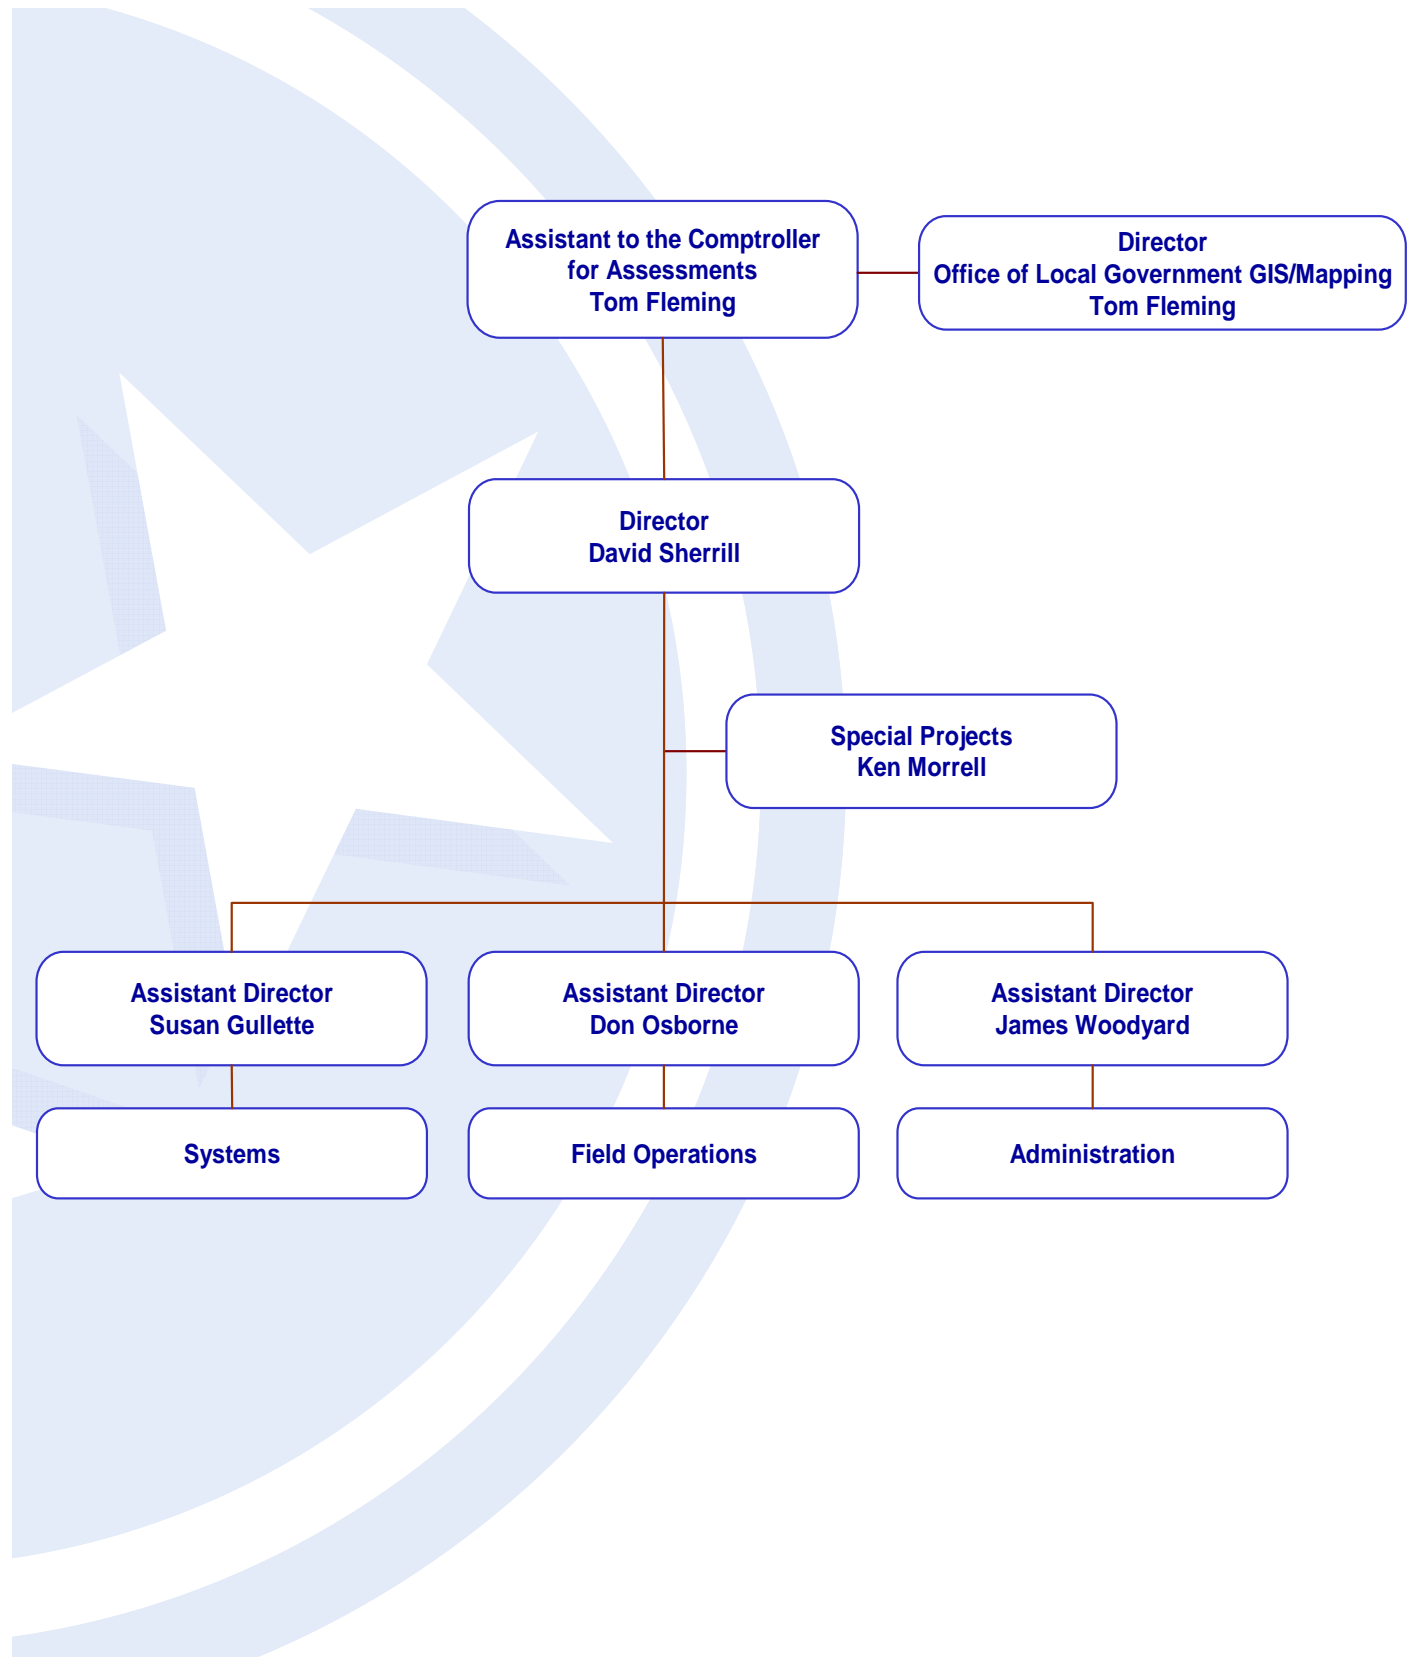 Assistant to the Comptroller
for Assessments
Tom Fleming
Director
Office of Local Government GIS/Mapping
Tom Fleming
Director
David Sherrill
Special Projects
Ken Morrell
Assistant Director
Susan Gullette
Assistant Director
Don Osborne
Assistant Director
James Woodyard
Systems
Field Operations
Administration